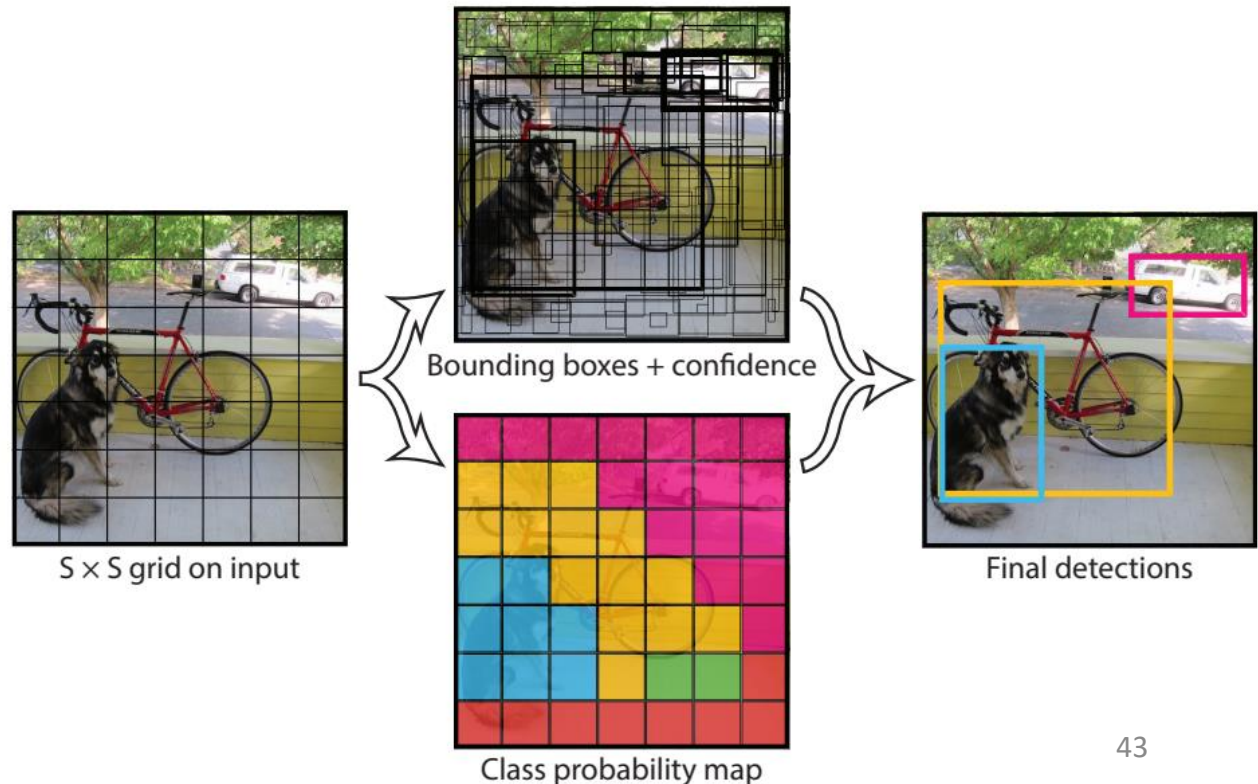 Bounding boxes + confidence
S × S grid on input
Final detections
Class probability map
43